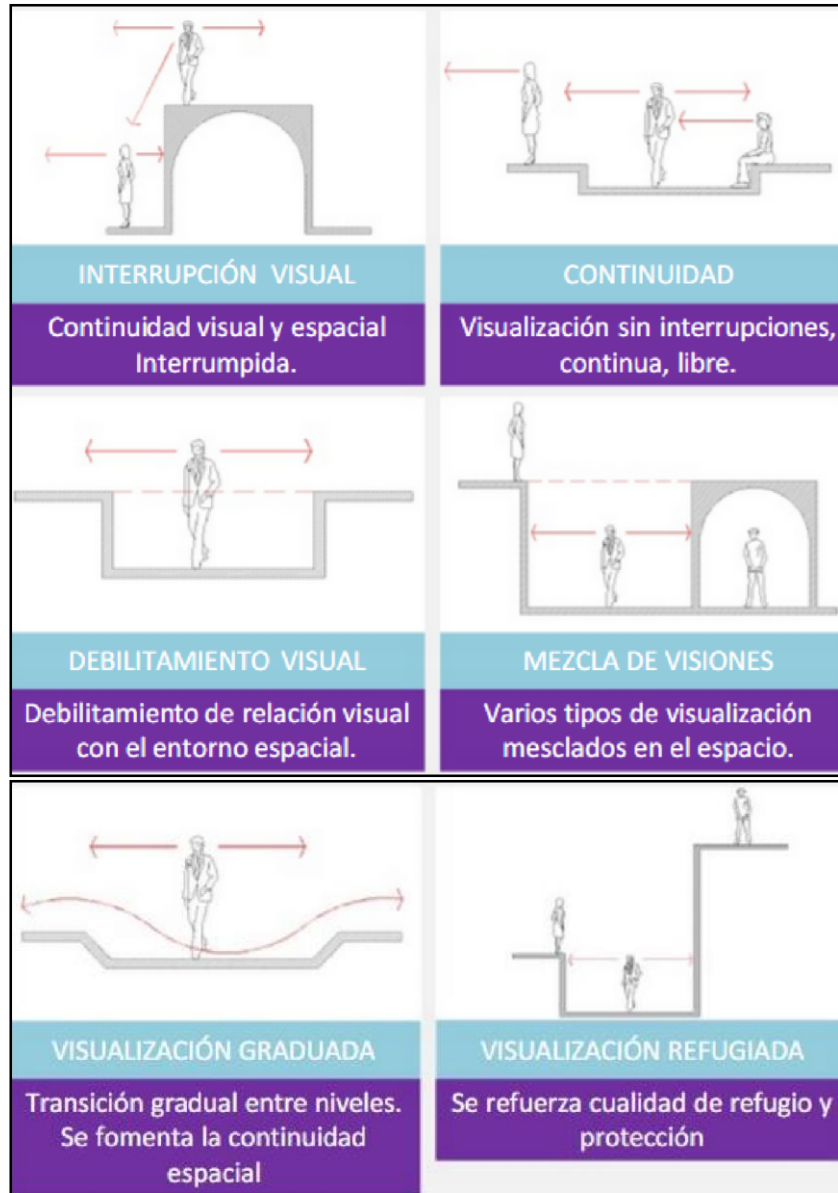 INTERRUPCIÓN VISUAL
Continuidad visual y espacial
Interrumpida.
CONTINUIDAD
Visualización sin interrupciones,
continua, libre.
DEBILITAMIENTO VISUAL
Debilitamiento de relación visual
con el entorno espacial.
MEZCLA DE VISIONES
Varios tipos de visualización
mesclados en el espacio.
VISUALIZACIÓN GRADUADA
Transición gradual entre niveles.
Se fomenta la continuidad
espacial
VISUALIZACIÓN REFUGIADA
Se refuerza cualidad de refugio y
protección